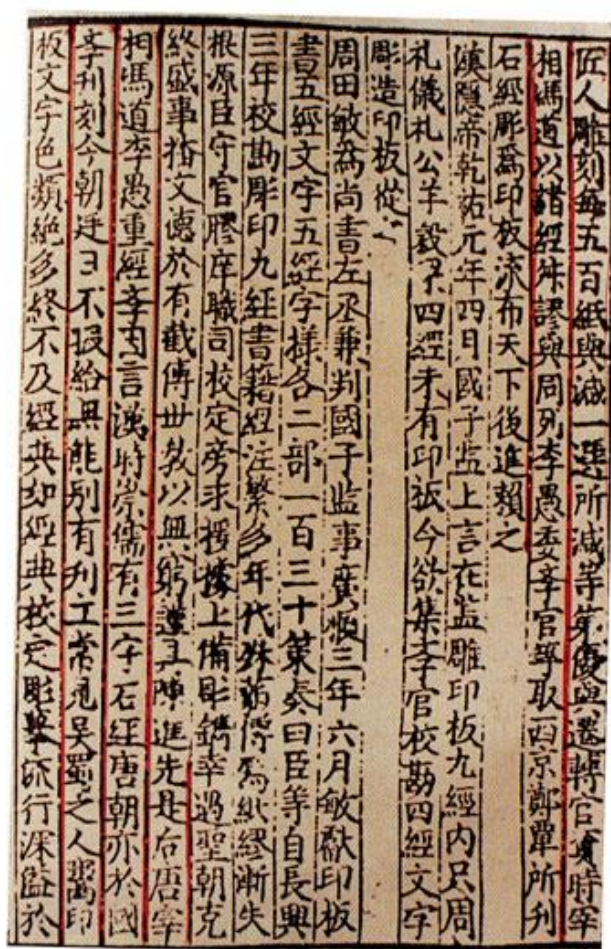 匠人雕刻每五百紙與減一選所減等第優與遷轉官資時宰
相馮道以諸經舛謬與同列李愚委李官等取西京鄭覃所刊
石經雕爲印板流布天下後進賴之
漢隱帝乾祐元年四月國子監上言在監雕印板九經內只周
礼儀礼公羊穀梁四經未有印板今欲集李官校勘四經文字
雕造印板從之
周田敏爲尚書左丞兼判國子監事廣順三年六月敏獻印板
書五經文字五經字樣各二部一百三十策奏曰臣等自長興
三年校勘雕印九經書籍經注繁多年代殊邈傳寫紕繆漸失
根源臣守官膠庠職司校定旁求援據上備彫鐫幸遇聖朝克
終盛事播文德於有截傳世教以無窮謹具陳進先是后唐宰
相馮道李愚重經李因言漢時崇儒有三字石經唐朝亦於國
李刊刻今朝廷日不暇給無能別有刊立常見吳蜀之人鬻印
板文字色類絶多終不及經典如經典校定彫摹流行深益於